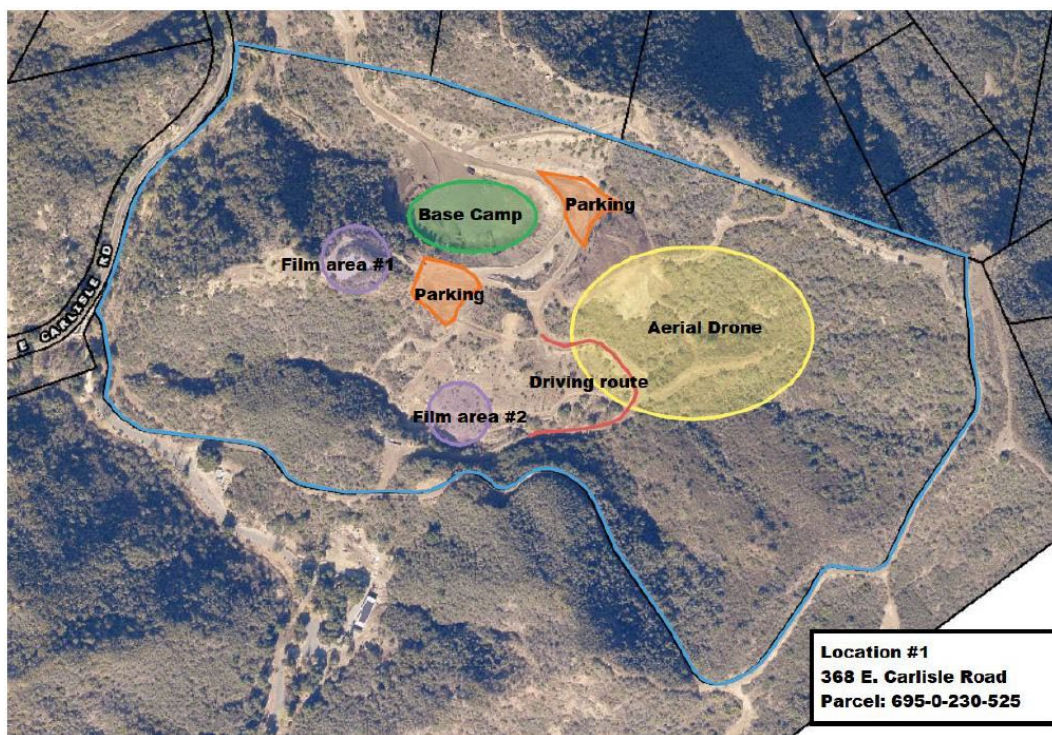 Base Camp
Parking
Film area #1
Parking
Aerial Drone
Driving route
Film area #2
E CARLISLE RD
Location #1
368 E. Carlisle Road
Parcel: 695-0-230-525